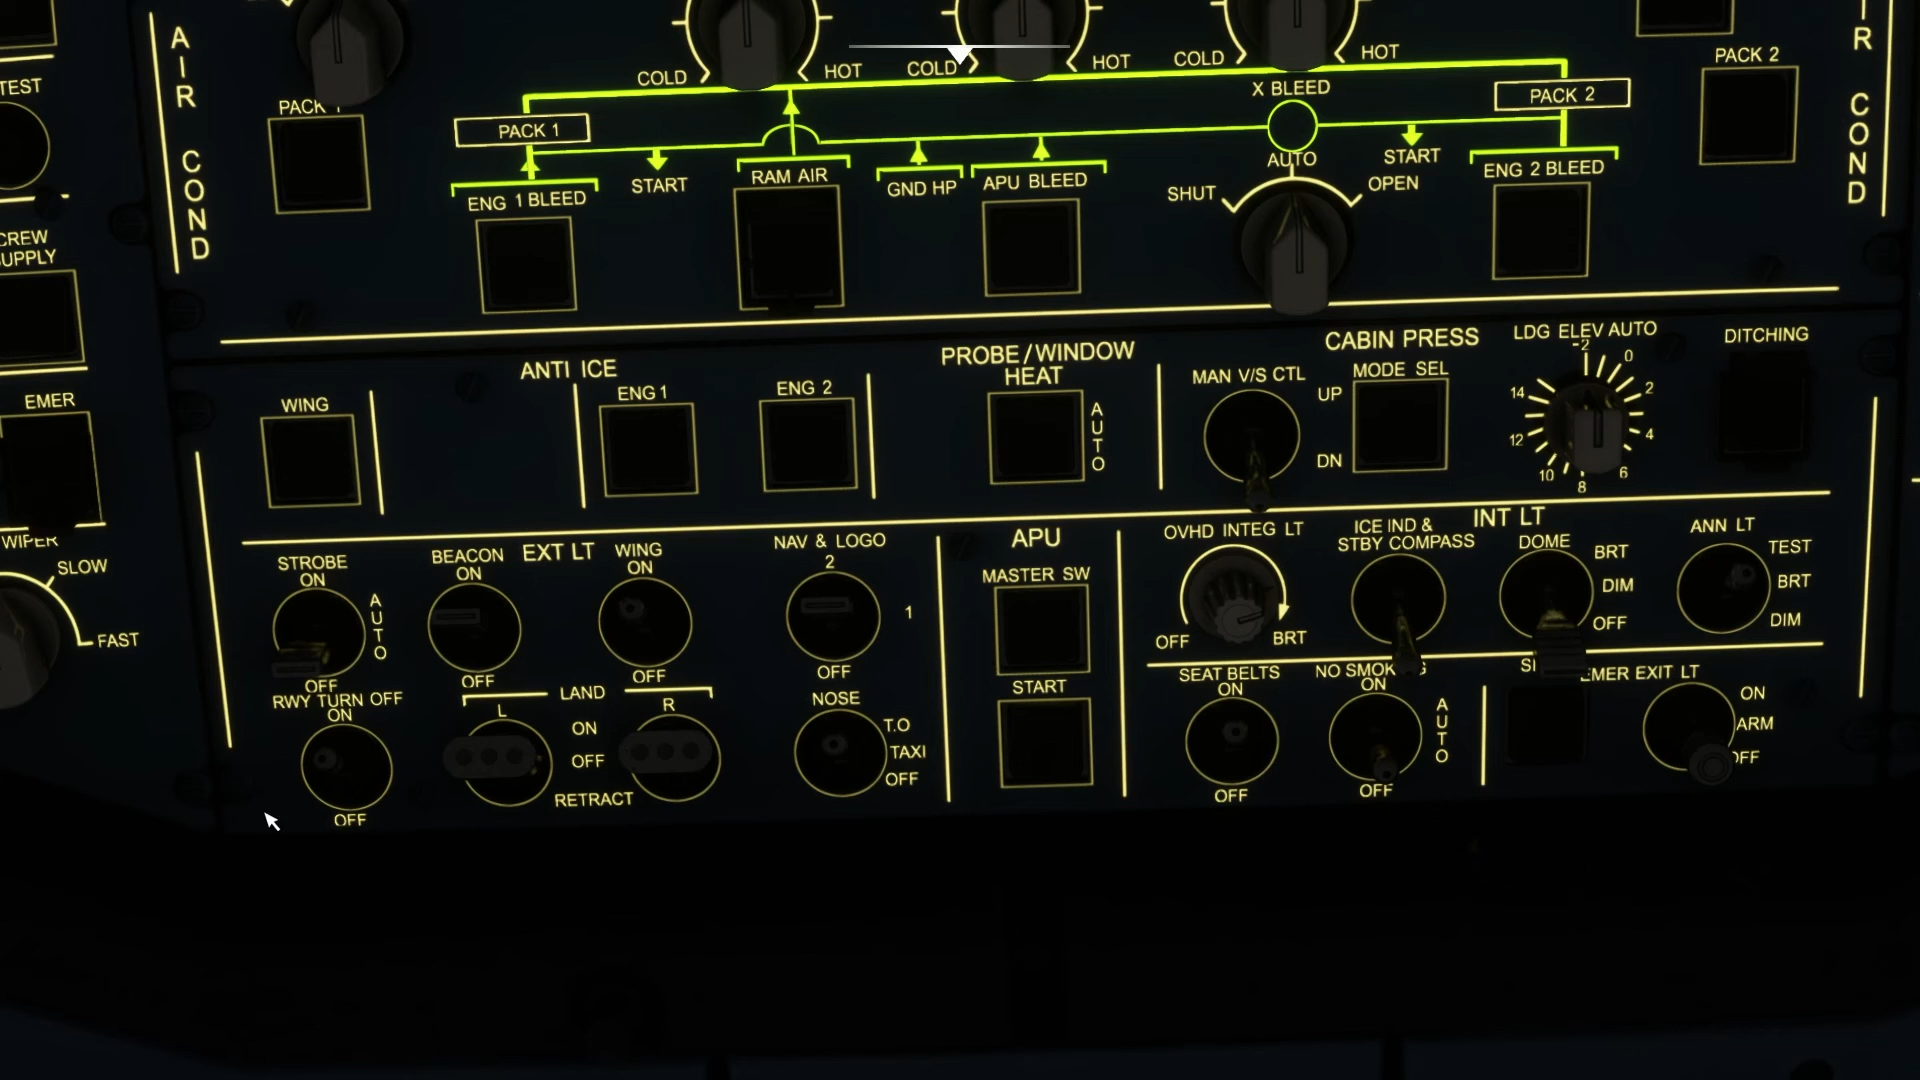 AIR COND
COLD
HOT
COLD
HOT
COLD
HOT
AIR COND
TEST
PACK 1
PACK 1
X BLEED
PACK 2
PACK 2
ENG 1 BLEED
START
RAM AIR
GND HP
APU BLEED
AUTO
SHUT
OPEN
START
ENG 2 BLEED
EMER
ANTI ICE
WING
ENG 1
ENG 2
PROBE/WINDOW
HEAT
AUTO
CABIN PRESS
MAN V/S CTL
UP
DN
MODE SEL
LDG ELEV AUTO
-2
0
2
4
6
8
10
12
14
DITCHING
WIPER
SLOW
FAST
EXT LT
STROBE
ON
AUTO
OFF
BEACON
ON
OFF
WING
ON
OFF
NAV & LOGO
2
1
OFF
RWY TURN OFF
ON
OFF
LAND
L
R
ON
OFF
RETRACT
NOSE
T.O
TAXI
OFF
APU
MASTER SW
START
INT LT
OVHD INTEG LT
OFF
BRT
ICE IND &
STBY COMPASS
DOME
BRT
DIM
OFF
ANN LT
TEST
BRT
DIM
SEAT BELTS
ON
OFF
ON
AUTO
OFF
EMER EXIT LT
ON
ARM
OFF